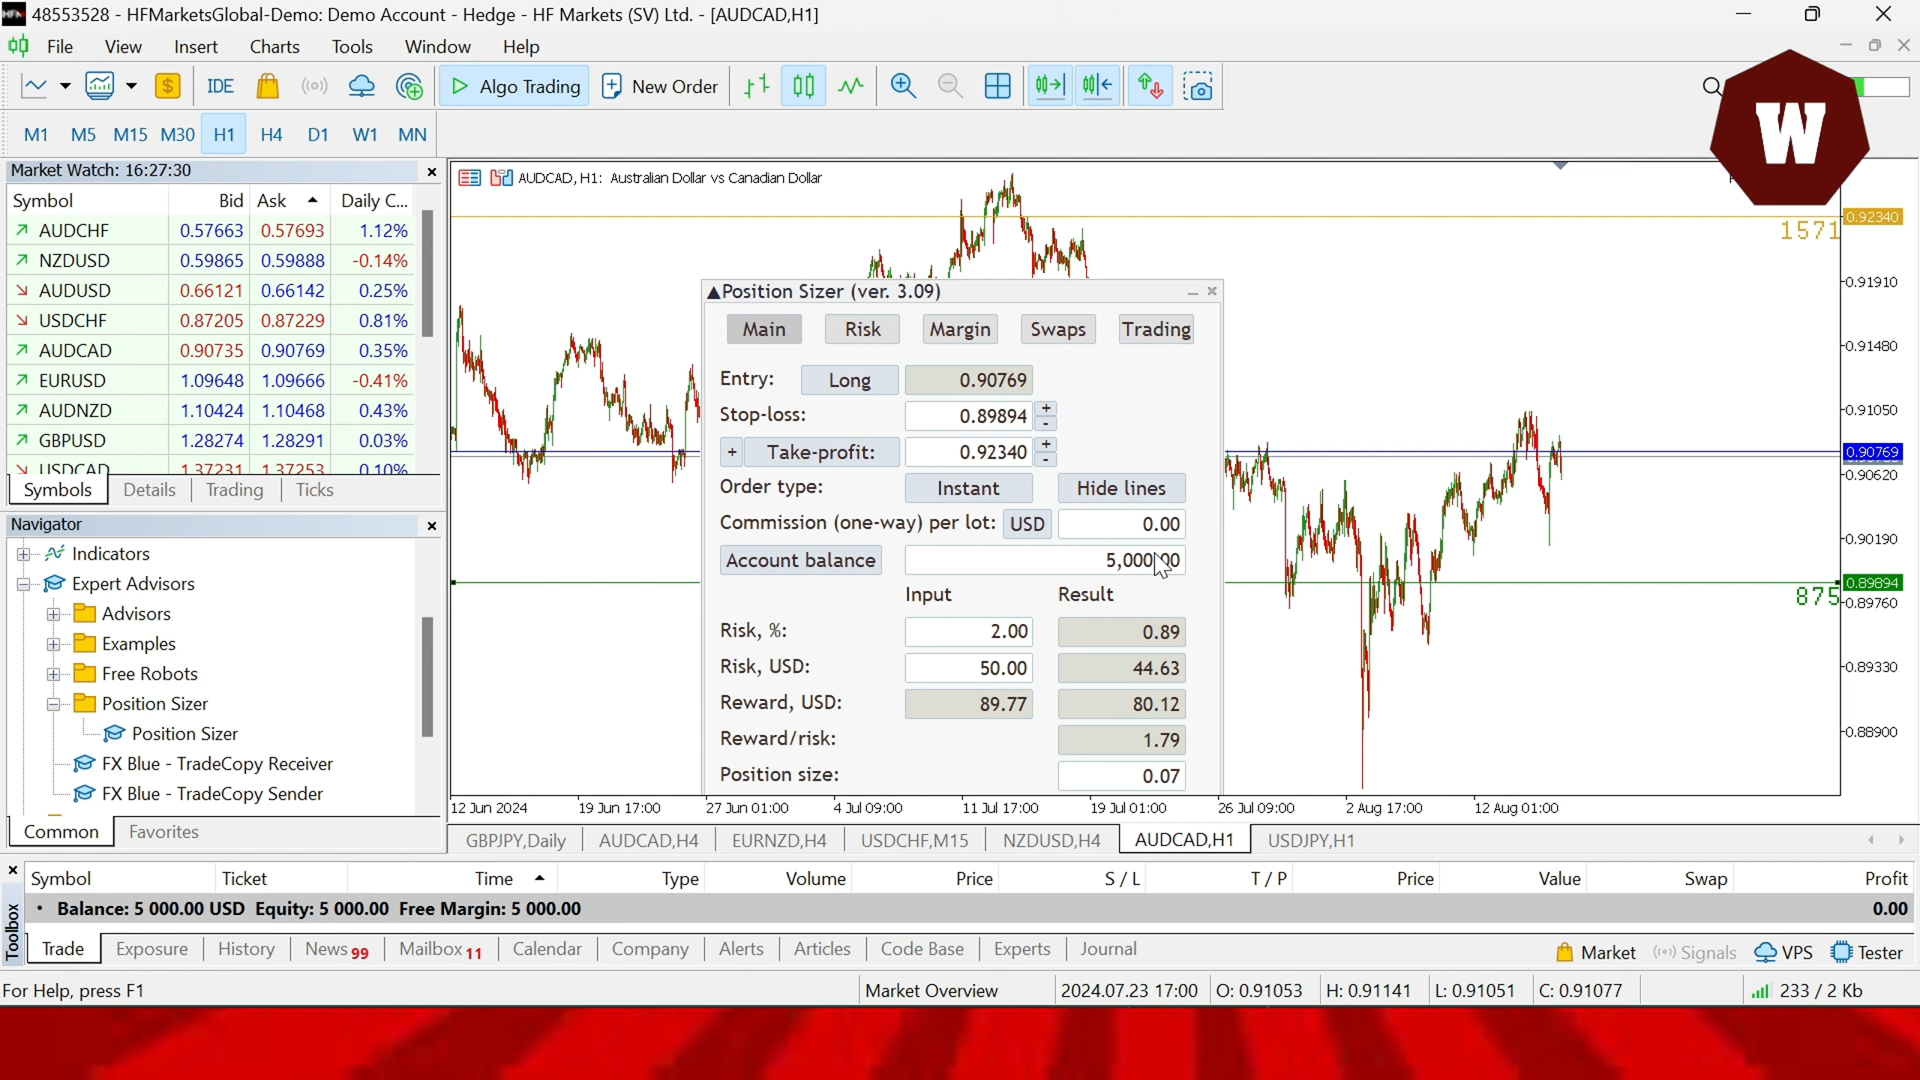 48553528 - HFMarketsGlobal-Demo: Demo Account - Hedge - HF Markets (SV) Ltd. - [AUDCAD,H1]
File View Insert Charts Tools Window Help
IDE Algo Trading New Order
W
M1 M5 M15 M30 H1 H4 D1 W1 MN
Market Watch: 16:27:30
Symbol Bid Ask Daily C...
AUDCHF 0.57663 0.57693 1.12%
NZDUSD 0.59865 0.59888 -0.14%
AUDUSD 0.66121 0.66142 0.25%
USDCHF 0.87205 0.87229 0.81%
AUDCAD 0.90735 0.90769 0.35%
EURUSD 1.09648 1.09666 -0.41%
AUDNZD 1.10424 1.10468 0.43%
GBPUSD 1.28274 1.28291 0.03%
USDCAD 1.37231 1.37253 0.10%
Symbols Details Trading Ticks
Navigator
Indicators
Expert Advisors
Advisors
Examples
Free Robots
Position Sizer
Position Sizer
FX Blue - TradeCopy Receiver
FX Blue - TradeCopy Sender
Common Favorites
AUDCAD, H1: Australian Dollar vs Canadian Dollar
0.92340
1571
0.91910
0.91480
0.91050
0.90769
0.90620
0.90190
0.89894
875
0.89760
0.89330
0.88900
Position Sizer (ver. 3.09)
Main Risk Margin Swaps Trading
Entry: Long 0.90769
Stop-loss: 0.89894 + -
+ Take-profit: 0.92340 + -
Order type: Instant Hide lines
Commission (one-way) per lot: USD 0.00
Account balance 5,000.00
Input Result
Risk, %: 2.00 0.89
Risk, USD: 50.00 44.63
Reward, USD: 89.77 80.12
Reward/risk: 1.79
Position size: 0.07
12 Jun 2024 19 Jun 17:00 27 Jun 01:00 4 Jul 09:00 11 Jul 17:00 19 Jul 01:00 26 Jul 09:00 2 Aug 17:00 12 Aug 01:00
GBPJPY,Daily AUDCAD,H4 EURNZD,H4 USDCHF,M15 NZDUSD,H4 AUDCAD,H1 USDJPY,H1
Toolbox
Symbol Ticket Time Type Volume Price S / L T / P Price Value Swap Profit
Balance: 5 000.00 USD Equity: 5 000.00 Free Margin: 5 000.00 0.00
Trade Exposure History News 99 Mailbox 11 Calendar Company Alerts Articles Code Base Experts Journal Market Signals VPS Tester
For Help, press F1 Market Overview 2024.07.23 17:00 O: 0.91053 H: 0.91141 L: 0.91051 C: 0.91077 233 / 2 Kb